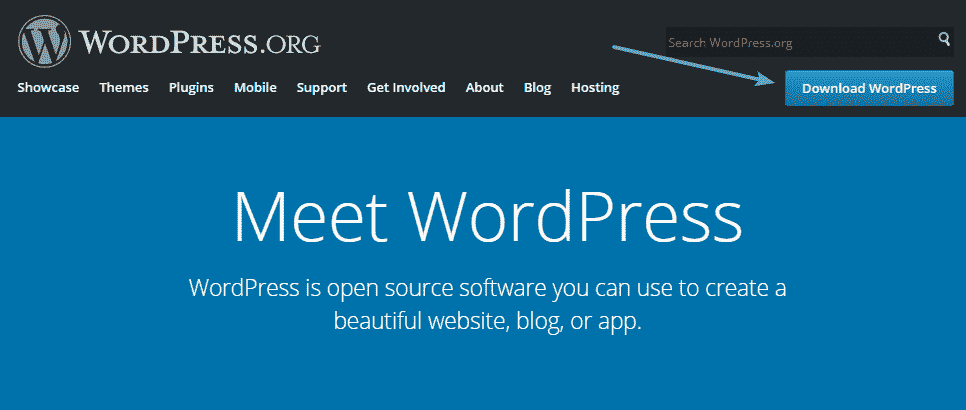 WORDPRESS.ORG
Search WordPress.org
Showcase Themes Plugins Mobile Support Get Involved About Blog Hosting
Download WordPress
Meet WordPress
WordPress is open source software you can use to create a
beautiful website, blog, or app.